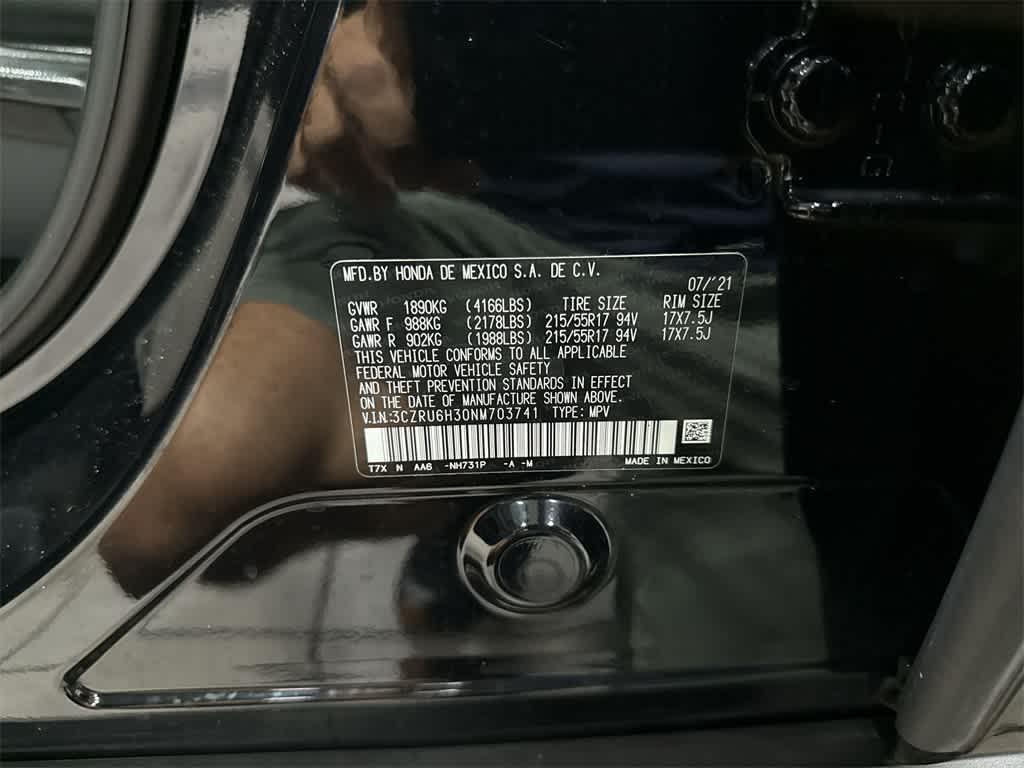 MFD.BY HONDA DE MEXICO S.A. DE C.V.
07/'21
GVWR 1890KG (4166LBS) TIRE SIZE RIM SIZE
GAWR F 988KG (2178LBS) 215/55R17 94V 17X7.5J
GAWR R 902KG (1988LBS) 215/55R17 94V 17X7.5J
THIS VEHICLE CONFORMS TO ALL APPLICABLE
FEDERAL MOTOR VEHICLE SAFETY
AND THEFT PREVENTION STANDARDS IN EFFECT
ON THE DATE OF MANUFACTURE SHOWN ABOVE.
V.I.N:3CZRU6H30NM703741 TYPE: MPV
T7X N AA6 -NH731P -A -M MADE IN MEXICO